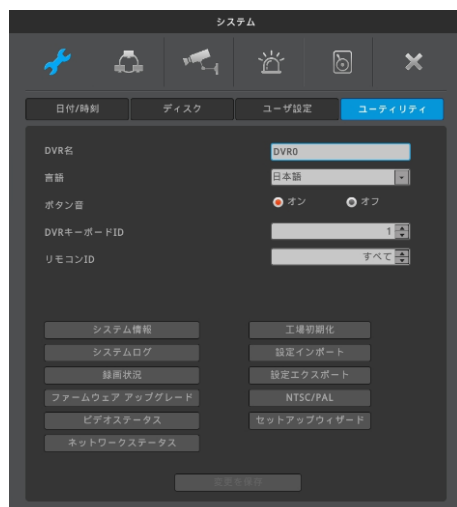 システム
日付/時刻 ディスク ユーザ設定 ユーティリティ
DVR名 DVR0
言語 日本語
ボタン音 オン オフ
DVRキーボードID 1
リモコンID すべて
システム情報 工場初期化
システムログ 設定インポート
録画状況 設定エクスポート
ファームウェア アップグレード NTSC/PAL
ビデオステータス セットアップウィザード
ネットワークステータス
変更を保存